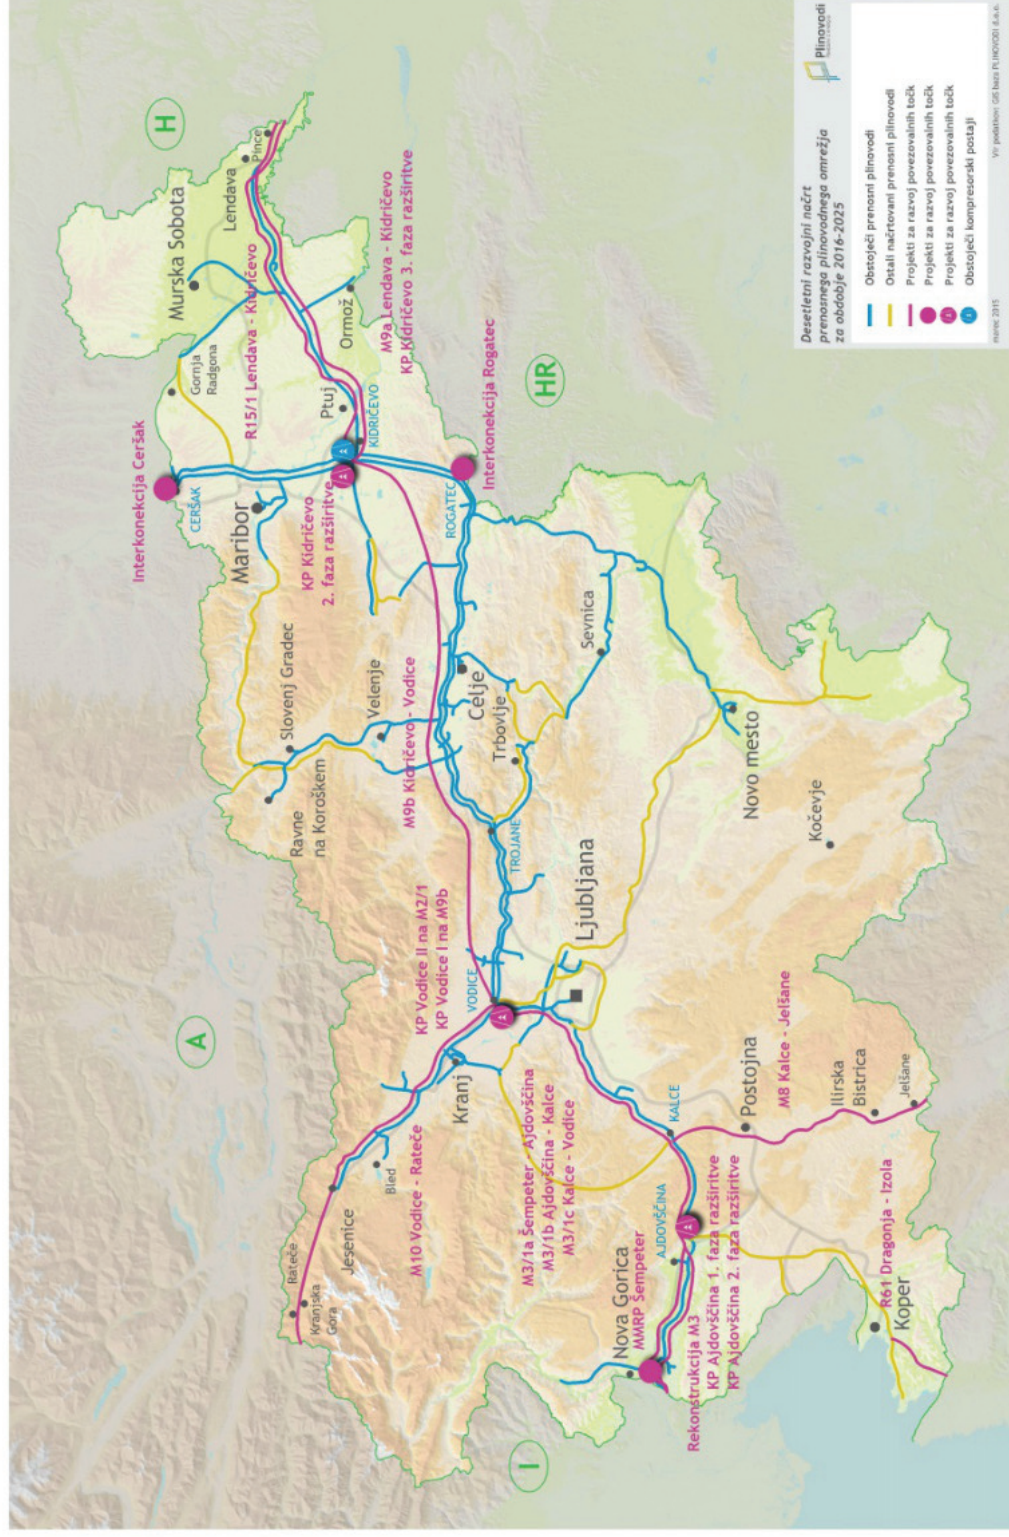 Desetletni razvojni načrt
prenosnega plinovodnega omrežja
za obdobje 2016-2025
Plinovodi
Obstoječi prenosni plinovodi
Ostali načrtovani prenosni plinovodi
Projekti za razvoj povezovalnih točk
Projekti za razvoj povezovalnih točk
Projekti za razvoj povezovalnih točk
Obstoječi kompresorski postaji
marec 2015
Vir podatkov: GIS baza PLINOVODI d.o.o.
H
Murska Sobota
Lendava
Pince
Gornja
Radgona
R15/1 Lendava - Kidričevo
Ormož
M9a Lendava - Kidričevo
KP Kidričevo 3. faza razširitve
Ptuj
KIDRIČEVO
Interkonekcija Ceršak
CERŠAK
Maribor
KP Kidričevo
2. faza razširitve
ROGATEC
Interkonekcija Rogatec
HR
Slovenj Gradec
Ravne
na Koroškem
Velenje
M9b Kidričevo - Vodice
Celje
Trbovlje
Sevnica
TROJANE
Novo mesto
Kočevje
A
KP Vodice II na M2/1
KP Vodice I na M9b
VODICE
Ljubljana
Kranj
M10 Vodice - Rateče
Bled
Jesenice
Rateče
Kranjska
Gora
M3/1a Šempeter - Ajdovščina
M3/1b Ajdovščina - Kalce
M3/1c Kalce - Vodice
KALCE
Postojna
M8 Kalce - Jelšane
Ilirska
Bistrica
Jelšane
AJDOVŠČINA
Nova Gorica
MMRP Šempeter
Rekonstrukcija M3
KP Ajdovščina 1. faza razširitve
KP Ajdovščina 2. faza razširitve
R61 Dragonja - Izola
Koper
I